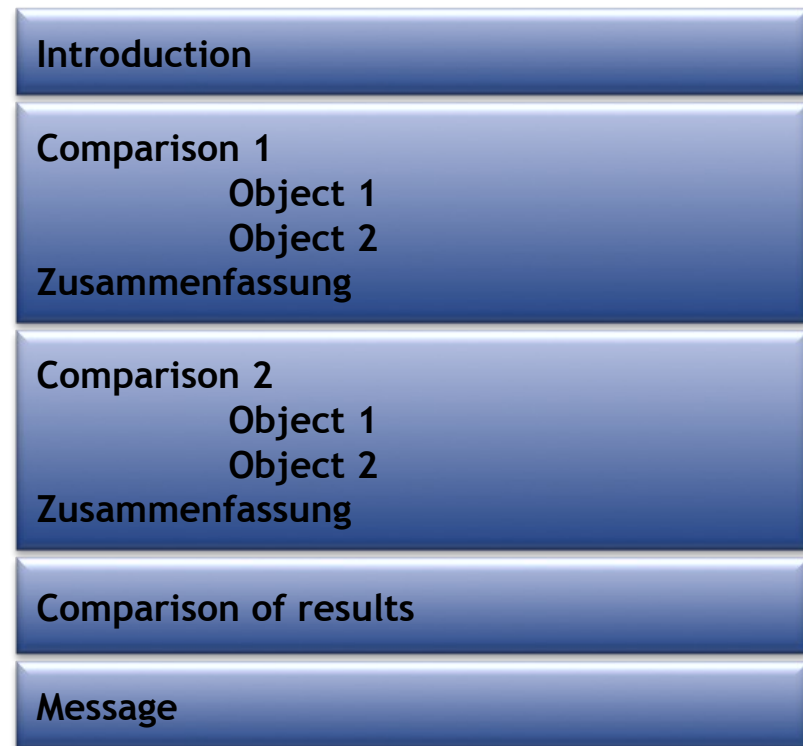 Introduction
Comparison 1
Object 1
Object 2
Zusammenfassung
Comparison 2
Object 1
Object 2
Zusammenfassung
Comparison of results
Message